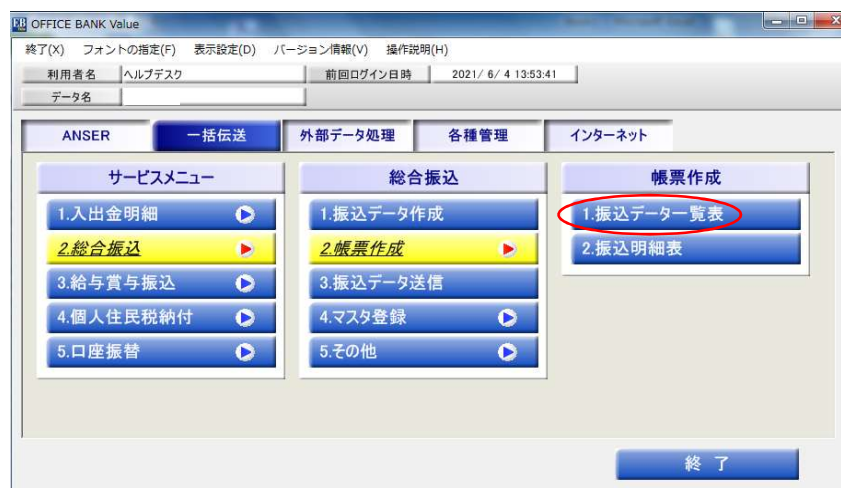 OFFICE BANK Value
終了(X) フォントの指定(F) 表示設定(D) バージョン情報(V) 操作説明(H)
利用者名 ヘルプデスク 前回ログイン日時 2021/ 6/ 4 13:53:41
データ名
ANSER 一括伝送 外部データ処理 各種管理 インターネット
サービスメニュー 総合振込 帳票作成
1.入出金明細 1.振込データ作成 1.振込データ一覧表
2.総合振込 2.帳票作成 2.振込明細表
3.給与賞与振込 3.振込データ送信
4.個人住民税納付 4.マスタ登録
5.口座振替 5.その他
終 了